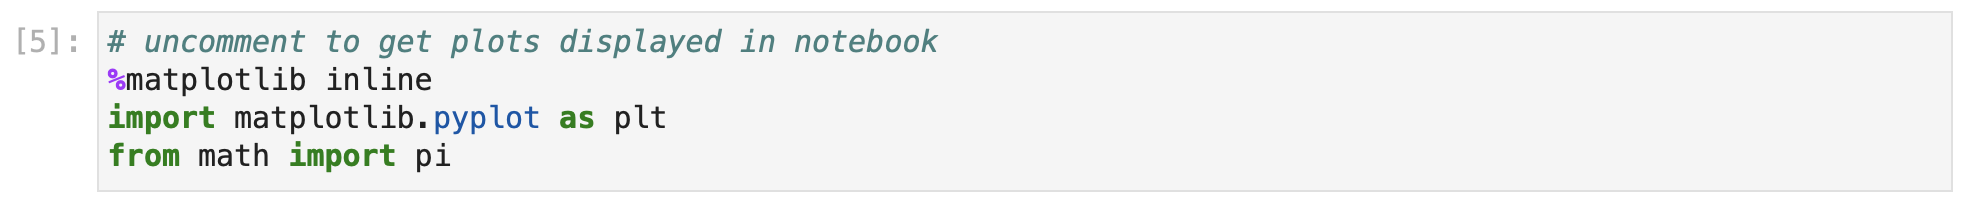 [5]: # uncomment to get plots displayed in notebook
%matplotlib inline
import matplotlib.pyplot as plt
from math import pi